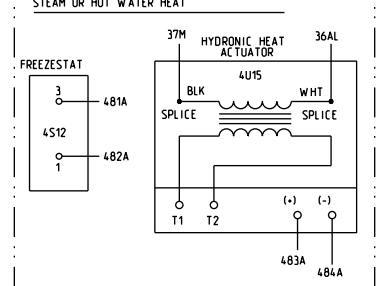 STEAM OR HOT WATER HEAT
37M
36AL
HYDRONIC HEAT
ACTUATOR
FREEZESTAT
4U15
3
481A
BLK
WHT
SPLICE
SPLICE
4S12
482A
1
T1
T2
(+)
(-)
483A
484A